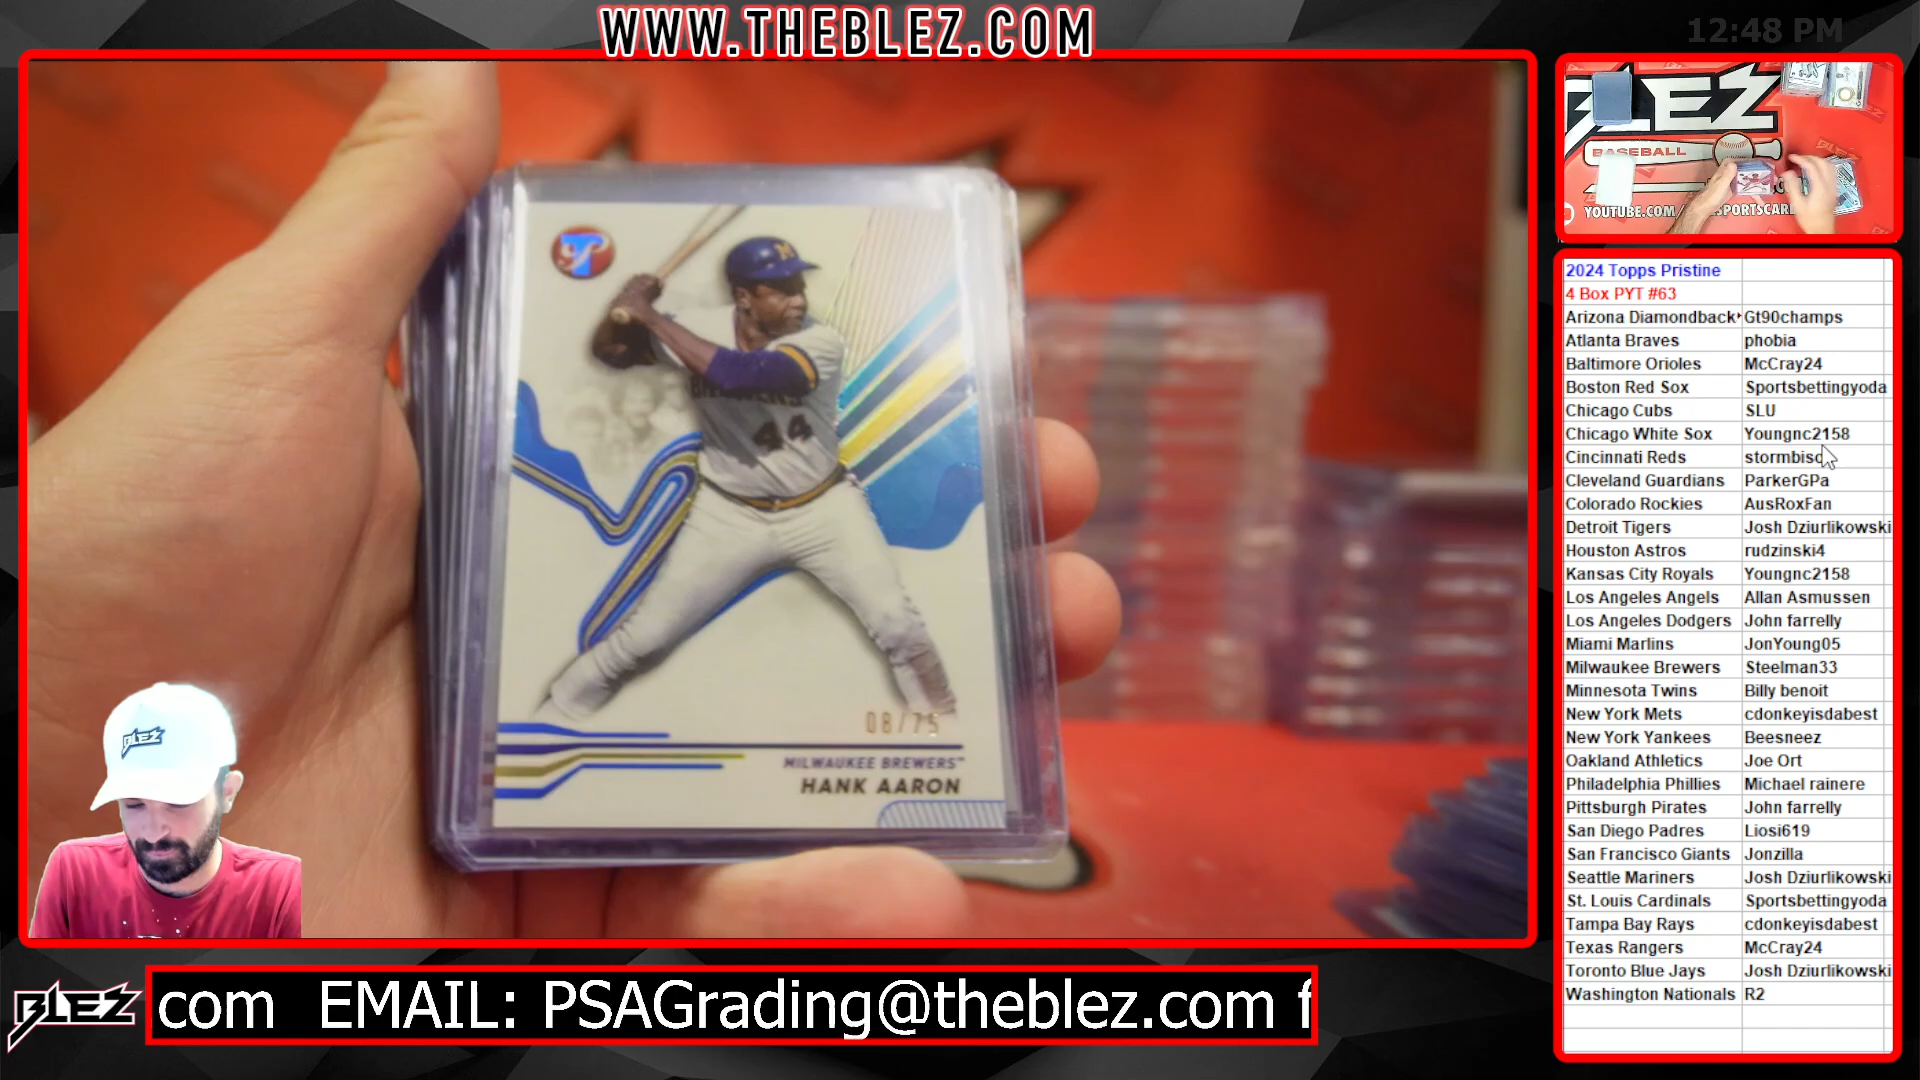 WWW.THEBLEZ.COM
12:48 PM
M
BREWERS
44
08/75
MILWAUKEE BREWERS™
HANK AARON
BLEZ
BLEZ
BASEBALL
YOUTUBE.COM/
2024 Topps Pristine
4 Box PYT #63
Arizona Diamondback Gt90champs
Atlanta Braves phobia
Baltimore Orioles McCray24
Boston Red Sox Sportsbettingyoda
Chicago Cubs SLU
Chicago White Sox Youngnc2158
Cincinnati Reds stormbisc
Cleveland Guardians ParkerGPa
Colorado Rockies AusRoxFan
Detroit Tigers Josh Dziurlikowski
Houston Astros rudzinski4
Kansas City Royals Youngnc2158
Los Angeles Angels Allan Asmussen
Los Angeles Dodgers John farrelly
Miami Marlins JonYoung05
Milwaukee Brewers Steelman33
Minnesota Twins Billy benoit
New York Mets cdonkeyisdabest
New York Yankees Beesneez
Oakland Athletics Joe Ort
Philadelphia Phillies Michael rainere
Pittsburgh Pirates John farrelly
San Diego Padres Liosi619
San Francisco Giants Jonzilla
Seattle Mariners Josh Dziurlikowski
St. Louis Cardinals Sportsbettingyoda
Tampa Bay Rays cdonkeyisdabest
Texas Rangers McCray24
Toronto Blue Jays Josh Dziurlikowski
Washington Nationals R2
BLEZ
com EMAIL: PSAGrading@theblez.com f